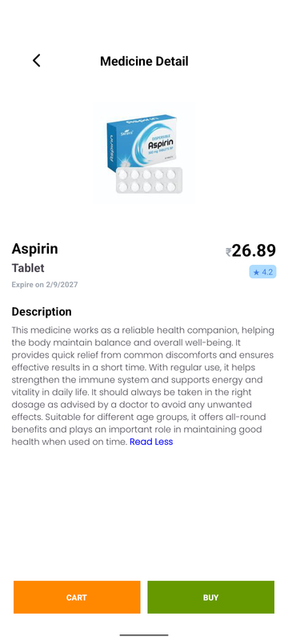 Medicine Detail
Aspirin
Aspirin
₹26.89
Tablet
★ 4.2
Expire on 2/9/2027
Description
This medicine works as a reliable health companion, helping
the body maintain balance and overall well-being. It
provides quick relief from common discomforts and ensures
effective results in a short time. With regular use, it helps
strengthen the immune system and supports energy and
vitality in daily life. It should always be taken in the right
dosage as advised by a doctor to avoid any unwanted
effects. Suitable for different age groups, it offers all-round
benefits and plays an important role in maintaining good
health when used on time. Read Less
CART
BUY